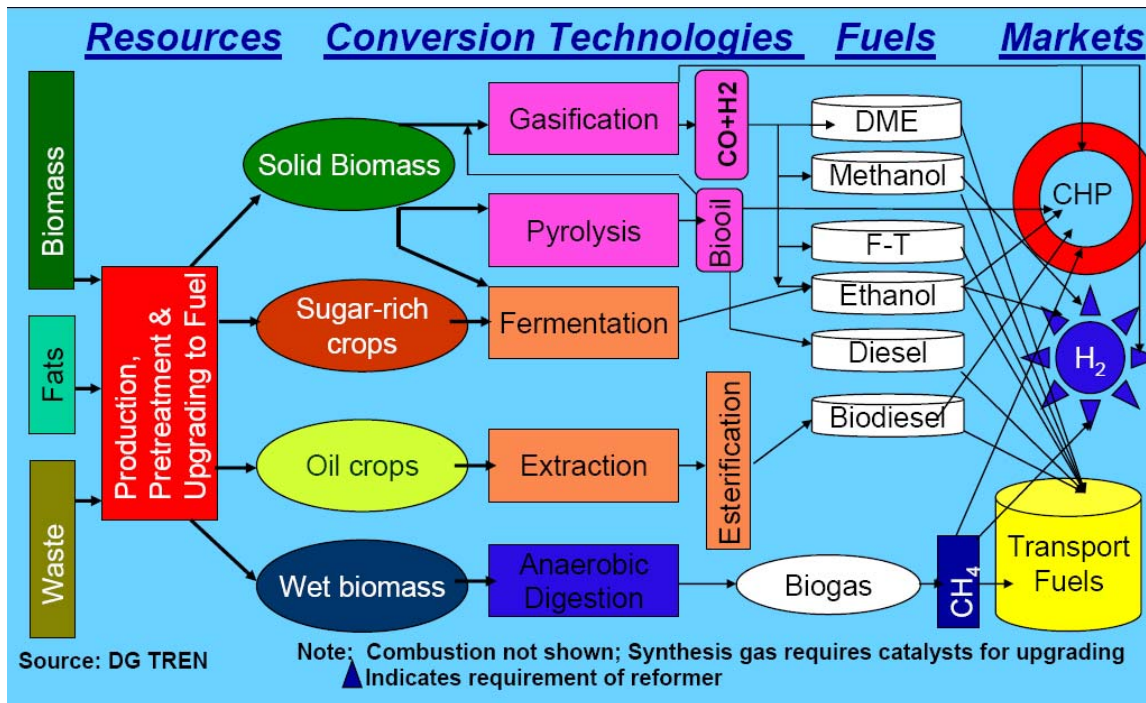 Resources
Conversion Technologies
Fuels
Markets
Biomass
Fats
Waste
Production,
Pretreatment &
Upgrading to Fuel
Solid Biomass
Sugar-rich
crops
Oil crops
Wet biomass
Gasification
Pyrolysis
Fermentation
Extraction
Anaerobic
Digestion
CO+H2
Biooil
Esterification
DME
Methanol
F-T
Ethanol
Diesel
Biodiesel
Biogas
CH4
CHP
H2
Transport
Fuels
Source: DG TREN
Note: Combustion not shown; Synthesis gas requires catalysts for upgrading
Indicates requirement of reformer